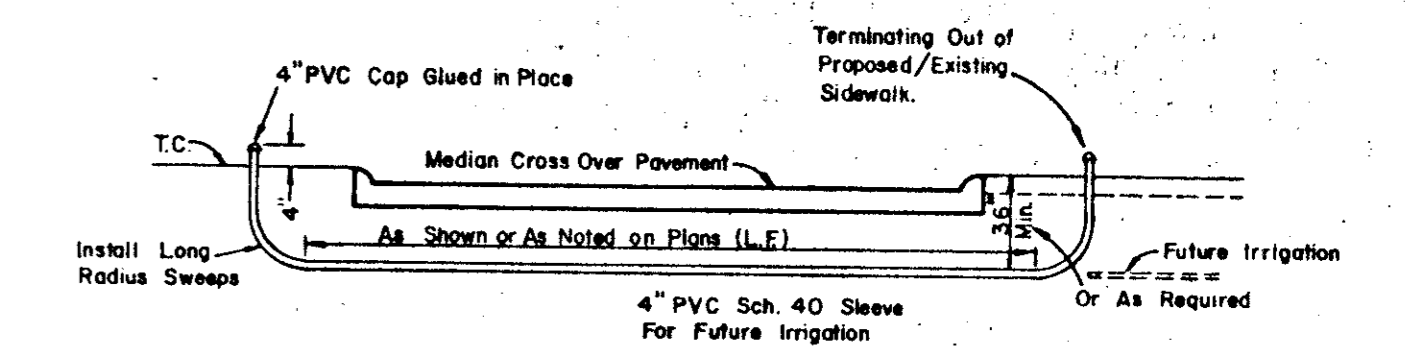 Terminating Out of
Proposed/Existing
Sidewalk.
4" PVC Cap Glued in Place
T.C.
Median Cross Over Pavement
4"
36"
Min.
As Shown or As Noted on Plans (L.F.)
Install Long
Radius Sweeps
Future Irrigation
Or As Required
4" PVC Sch. 40 Sleeve
For Future Irrigation